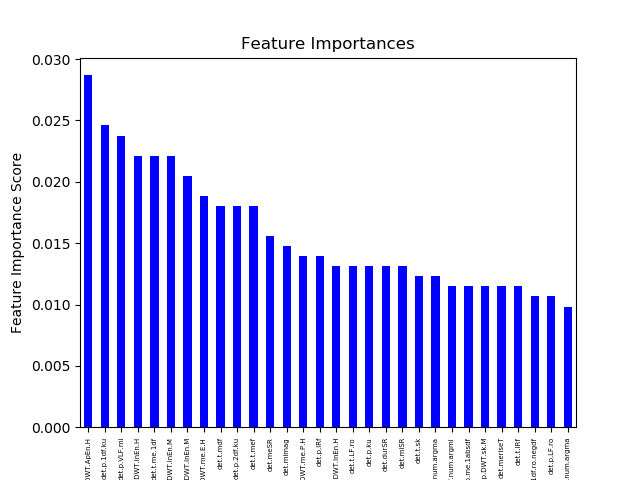 Feature Importances
Feature Importance Score
0.030
0.025
0.020
0.015
0.010
0.005
0.000
DWT.ApEn.H
det.p.1df.ku
det.p.VLF.mi
DWT.lnEn.H
det.t.me.1df
DWT.lnEn.M
DWT.lnEn.M
DWT.me.E.H
det.t.mdf
det.p.2df.ku
det.t.mef
det.meSR
det.mimag
DWT.me.P.H
det.p.IRf
DWT.lnEn.H
det.t.LF.ro
det.p.ku
det.durSR
det.miSR
det.t.sk
num.argma
.num.argmi
.me.1absdf
p.DWT.sk.M
det.meriseT
det.t.IRf
1df.ro.negdf
det.p.LF.ro
.num.argma